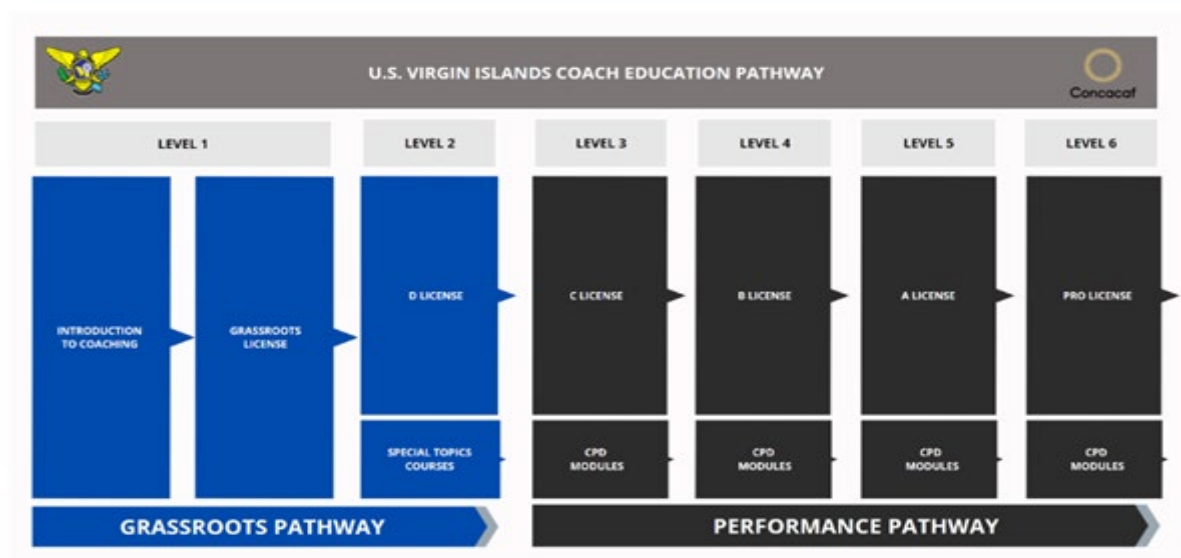 U.S. VIRGIN ISLANDS COACH EDUCATION PATHWAY
Concacaf
LEVEL 1
LEVEL 2
LEVEL 3
LEVEL 4
LEVEL 5
LEVEL 6
INTRODUCTION
TO COACHING
GRASSROOTS
LICENSE
D LICENSE
C LICENSE
B LICENSE
A LICENSE
PRO LICENSE
SPECIAL TOPICS
COURSES
CPD
MODULES
CPD
MODULES
CPD
MODULES
CPD
MODULES
GRASSROOTS PATHWAY
PERFORMANCE PATHWAY